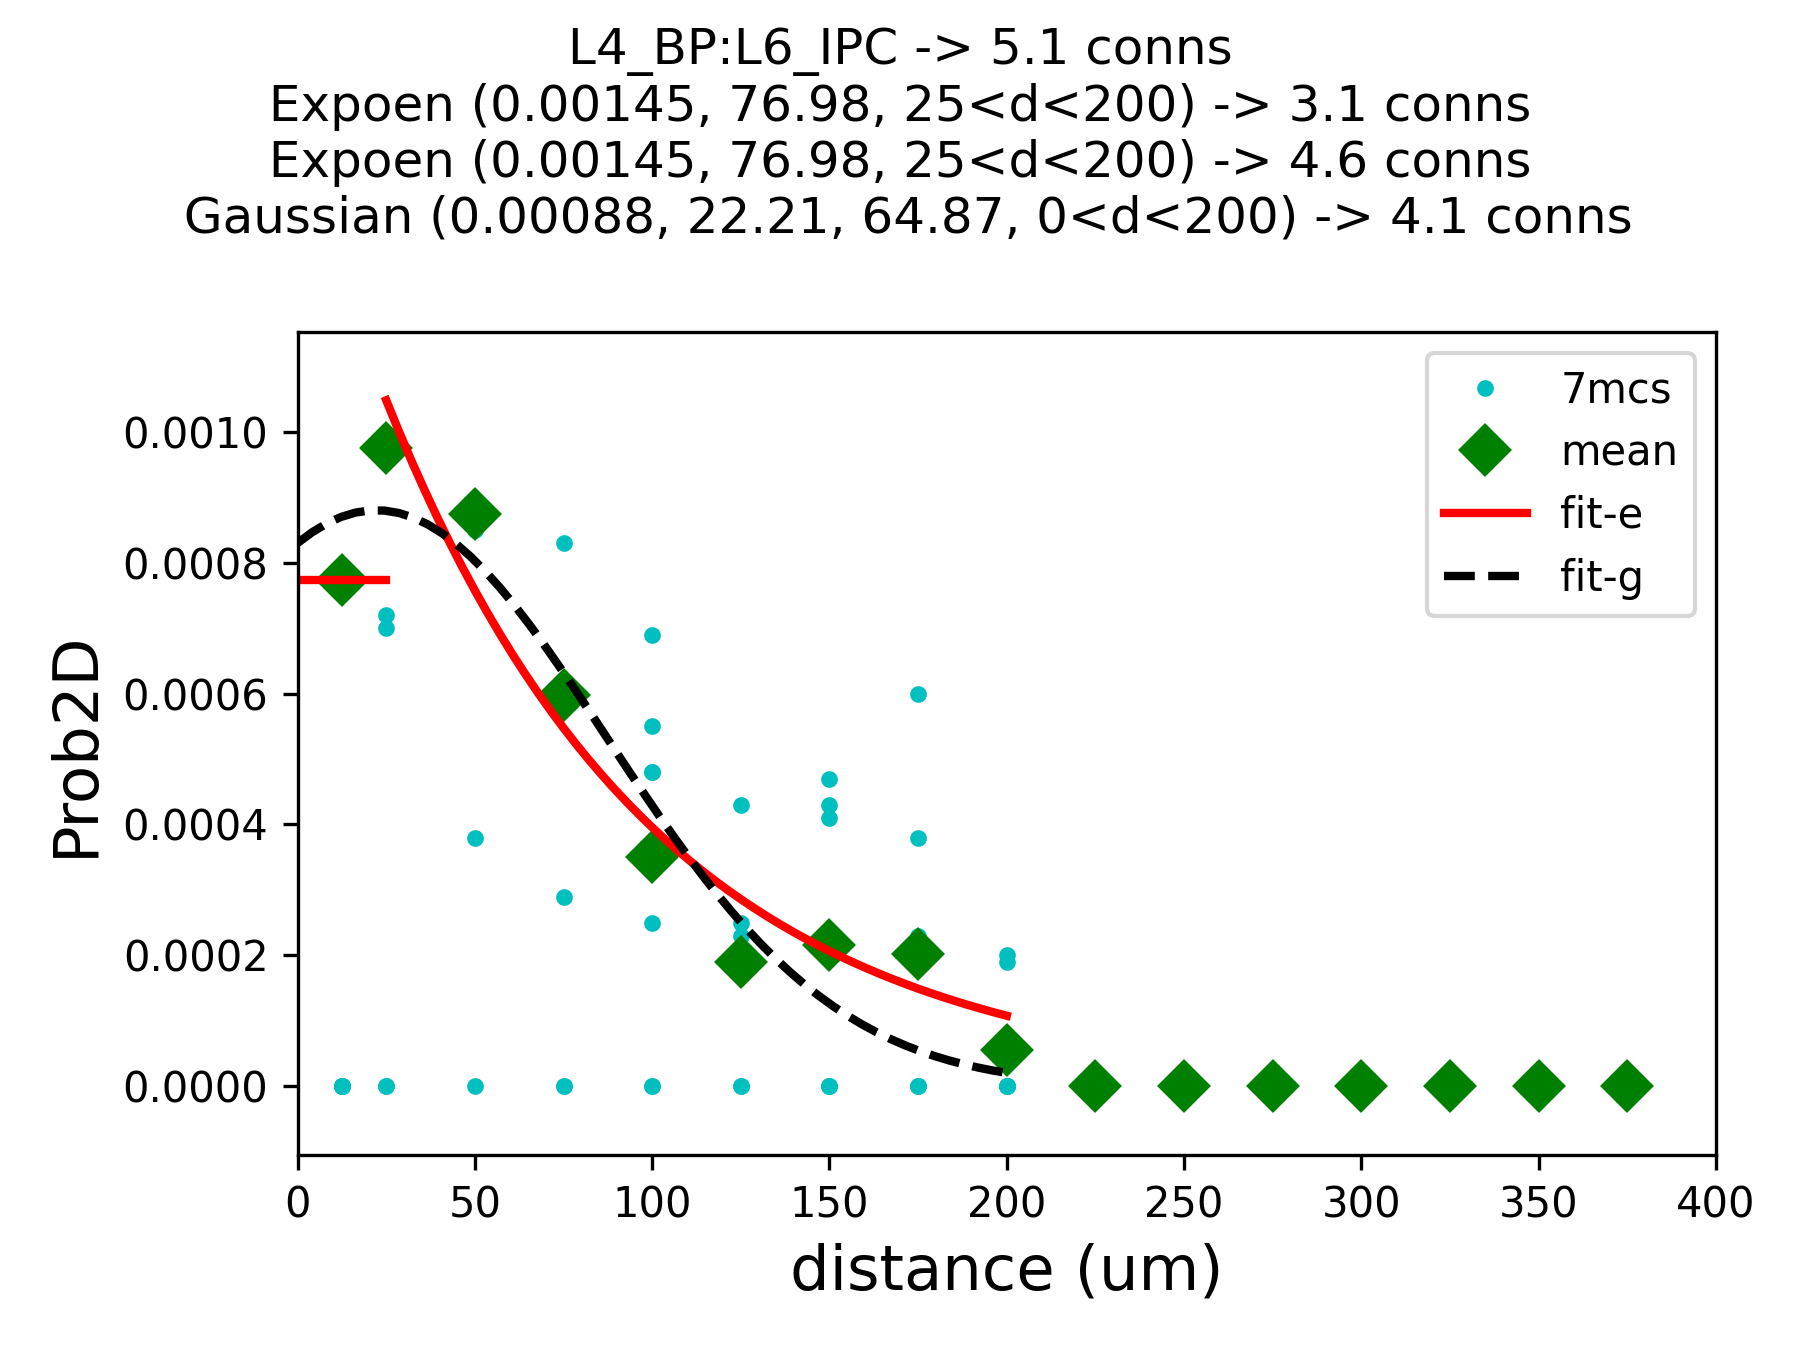 L4_BP:L6_IPC -> 5.1 conns
Expoen (0.00145, 76.98, 25<d<200) -> 3.1 conns
Expoen (0.00145, 76.98, 25<d<200) -> 4.6 conns
Gaussian (0.00088, 22.21, 64.87, 0<d<200) -> 4.1 conns
7mcs
mean
fit-e
fit-g
Prob2D
0.0010
0.0008
0.0006
0.0004
0.0002
0.0000
0 50 100 150 200 250 300 350 400
distance (um)